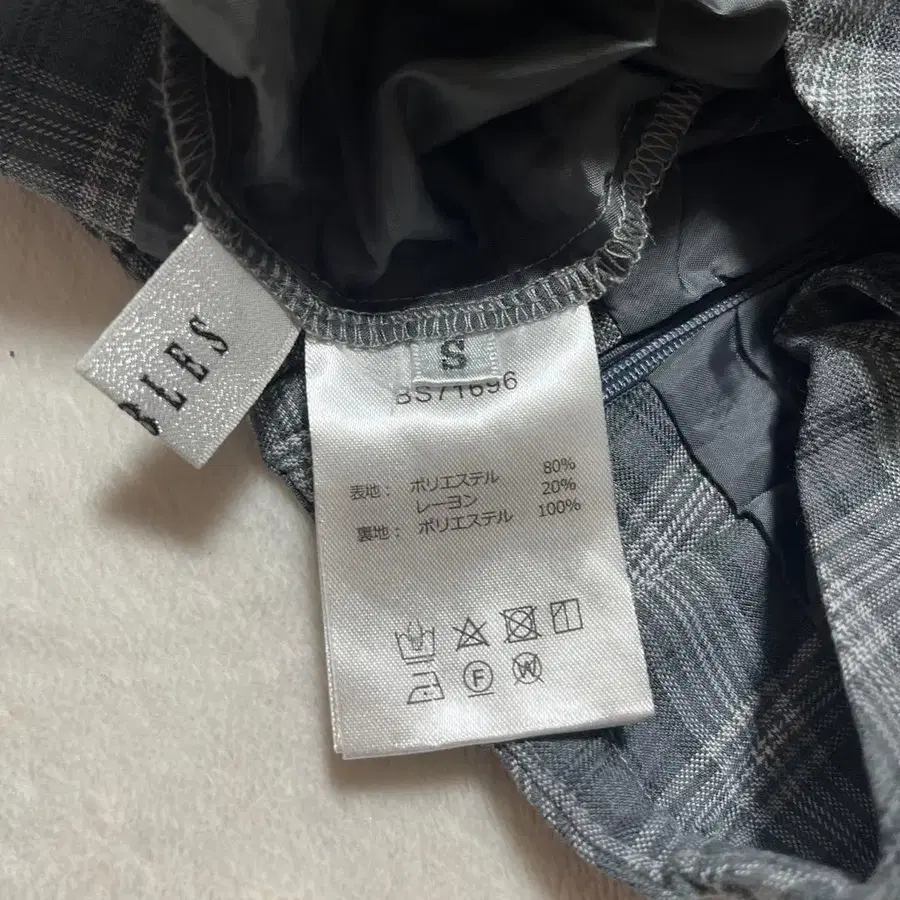 BLES
S
BS71696
表地： ポリエステル 80%
レーヨン 20%
裏地： ポリエステル 100%
F
W